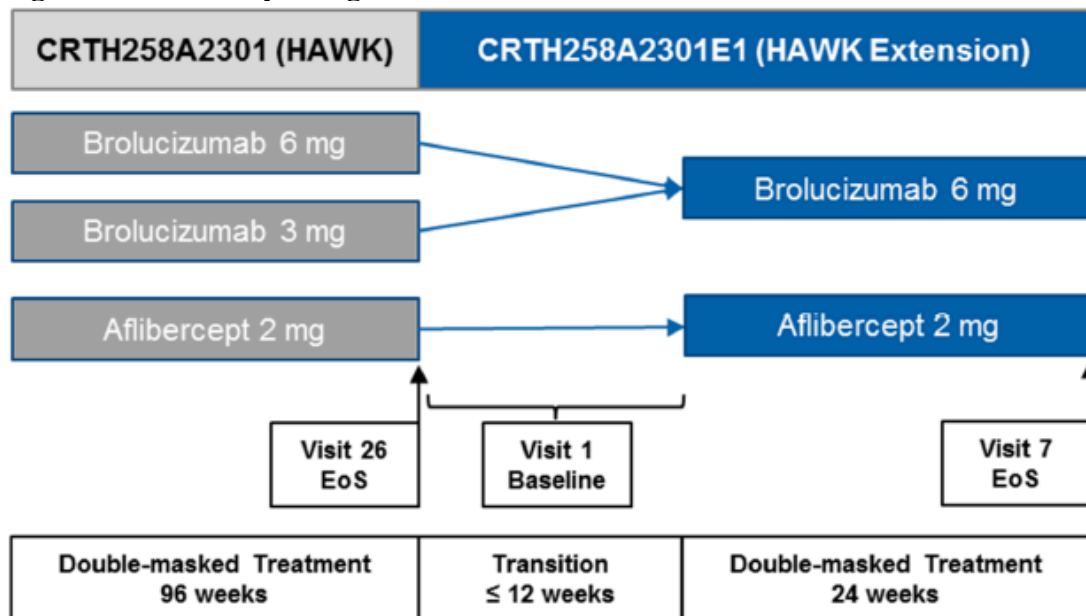 CRTH258A2301 (HAWK)
CRTH258A2301E1 (HAWK Extension)
Brolucizumab 6 mg
Brolucizumab 3 mg
Aflibercept 2 mg
Brolucizumab 6 mg
Aflibercept 2 mg
Visit 26
EoS
Visit 1
Baseline
Visit 7
EoS
Double-masked Treatment
96 weeks
Transition
≤ 12 weeks
Double-masked Treatment
24 weeks